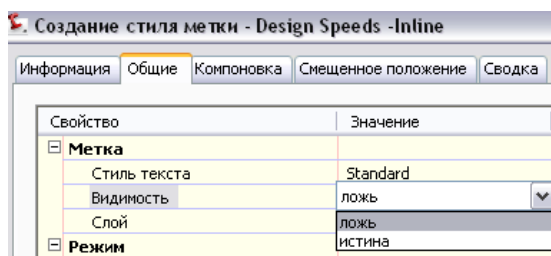 Создание стиля метки - Design Speeds -Inline
Информация Общие Компоновка Смещенное положение Сводка
Свойство Значение
Метка
Стиль текста Standard
Видимость ложь
Слой ложь
Режим истина